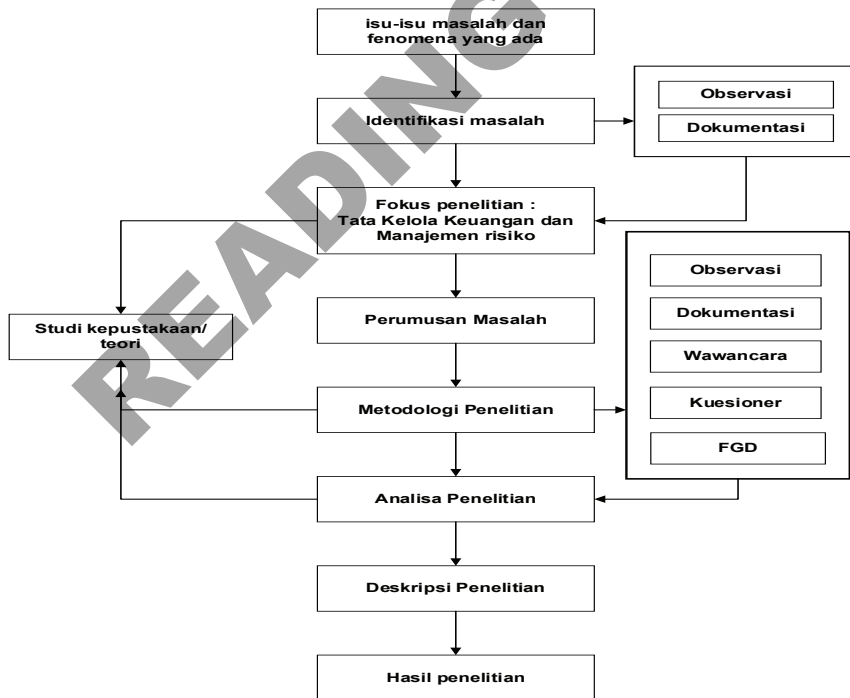 isu-isu masalah dan
fenomena yang ada
Identifikasi masalah
Observasi
Dokumentasi
Fokus penelitian :
Tata Kelola Keuangan dan
Manajemen risiko
Studi kepustakaan/
teori
Perumusan Masalah
Observasi
Dokumentasi
Wawancara
Kuesioner
FGD
Metodologi Penelitian
Analisa Penelitian
Deskripsi Penelitian
Hasil penelitian
READING